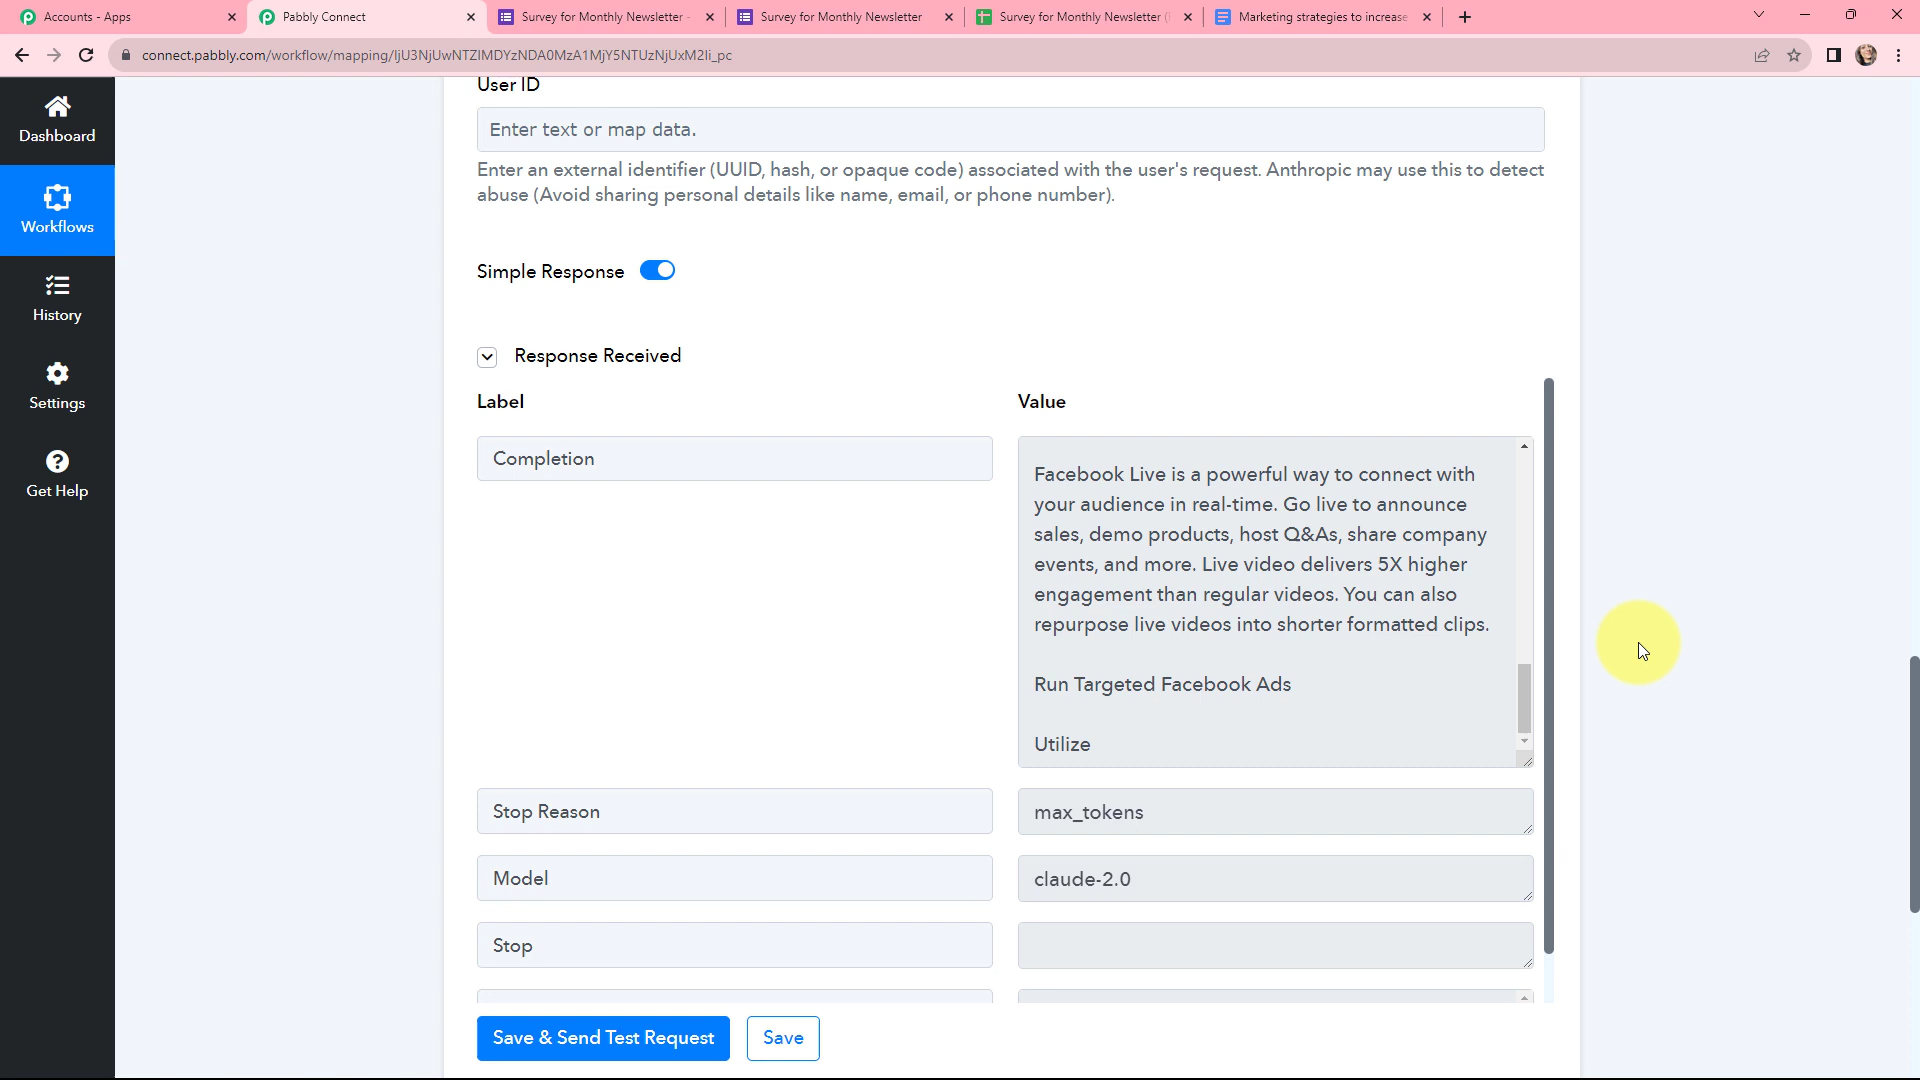 Accounts - Apps
Pabbly Connect
Survey for Monthly Newsletter -
Survey for Monthly Newsletter
Survey for Monthly Newsletter (
Marketing strategies to increase
connect.pabbly.com/workflow/mapping/IjU3NjUwNTZlMDYzNDA0MzA1MjY5NTUzNjUxM2Ii_pc
Dashboard
Workflows
History
Settings
Get Help
User ID
Enter text or map data.
Enter an external identifier (UUID, hash, or opaque code) associated with the user's request. Anthropic may use this to detect
abuse (Avoid sharing personal details like name, email, or phone number).
Simple Response
Response Received
Label
Value
Completion
Facebook Live is a powerful way to connect with
your audience in real-time. Go live to announce
sales, demo products, host Q&As, share company
events, and more. Live video delivers 5X higher
engagement than regular videos. You can also
repurpose live videos into shorter formatted clips.
Run Targeted Facebook Ads
Utilize
Stop Reason
max_tokens
Model
claude-2.0
Stop
Save & Send Test Request
Save